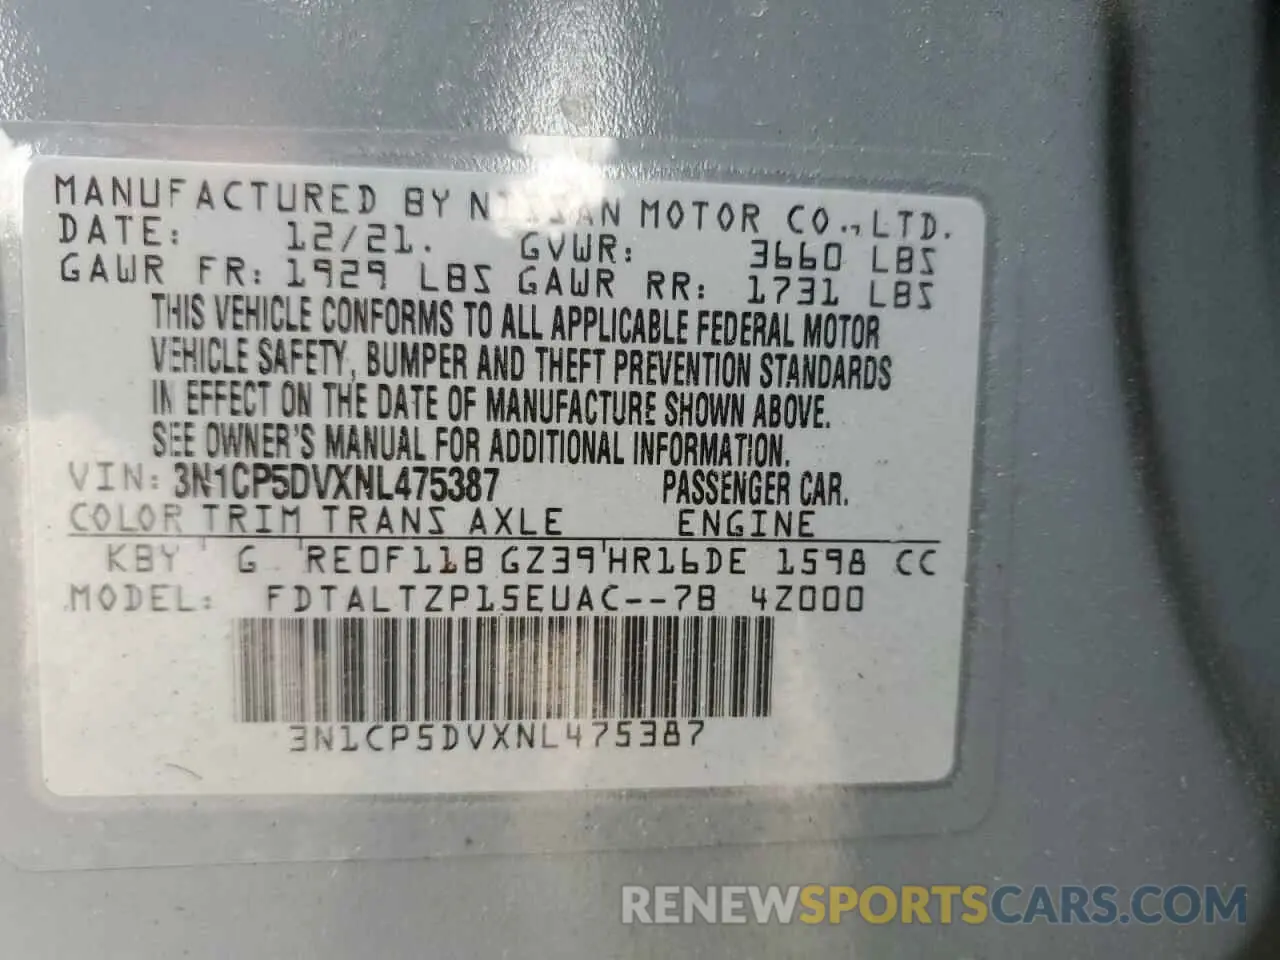 MANUFACTURED BY NISSAN MOTOR CO., LTD.
DATE: 12/21. GVWR: 3660 LBS
GAWR FR: 1929 LBS GAWR RR: 1731 LBS
THIS VEHICLE CONFORMS TO ALL APPLICABLE FEDERAL MOTOR
VEHICLE SAFETY, BUMPER AND THEFT PREVENTION STANDARDS
IN EFFECT ON THE DATE OF MANUFACTURE SHOWN ABOVE.
SEE OWNER'S MANUAL FOR ADDITIONAL INFORMATION.
VIN: 3N1CP5DVXNL475387 PASSENGER CAR.
COLOR TRIM TRANS AXLE ENGINE
KBY ' G ' RE0F11B GZ39 ' HR16DE 1598 CC
MODEL: FDTALTZP15EUAC--7B 4Z000
3N1CP5DVXNL475387
RENEWSPORTSCARS.COM